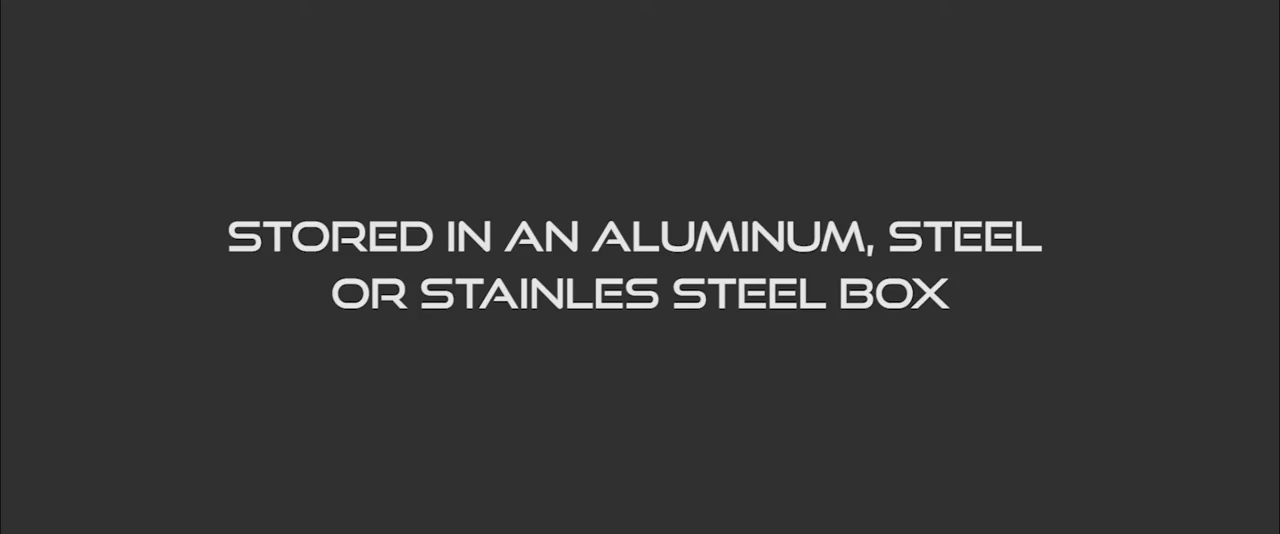 STORED IN AN ALUMINUM, STEEL
OR STAINLES STEEL BOX